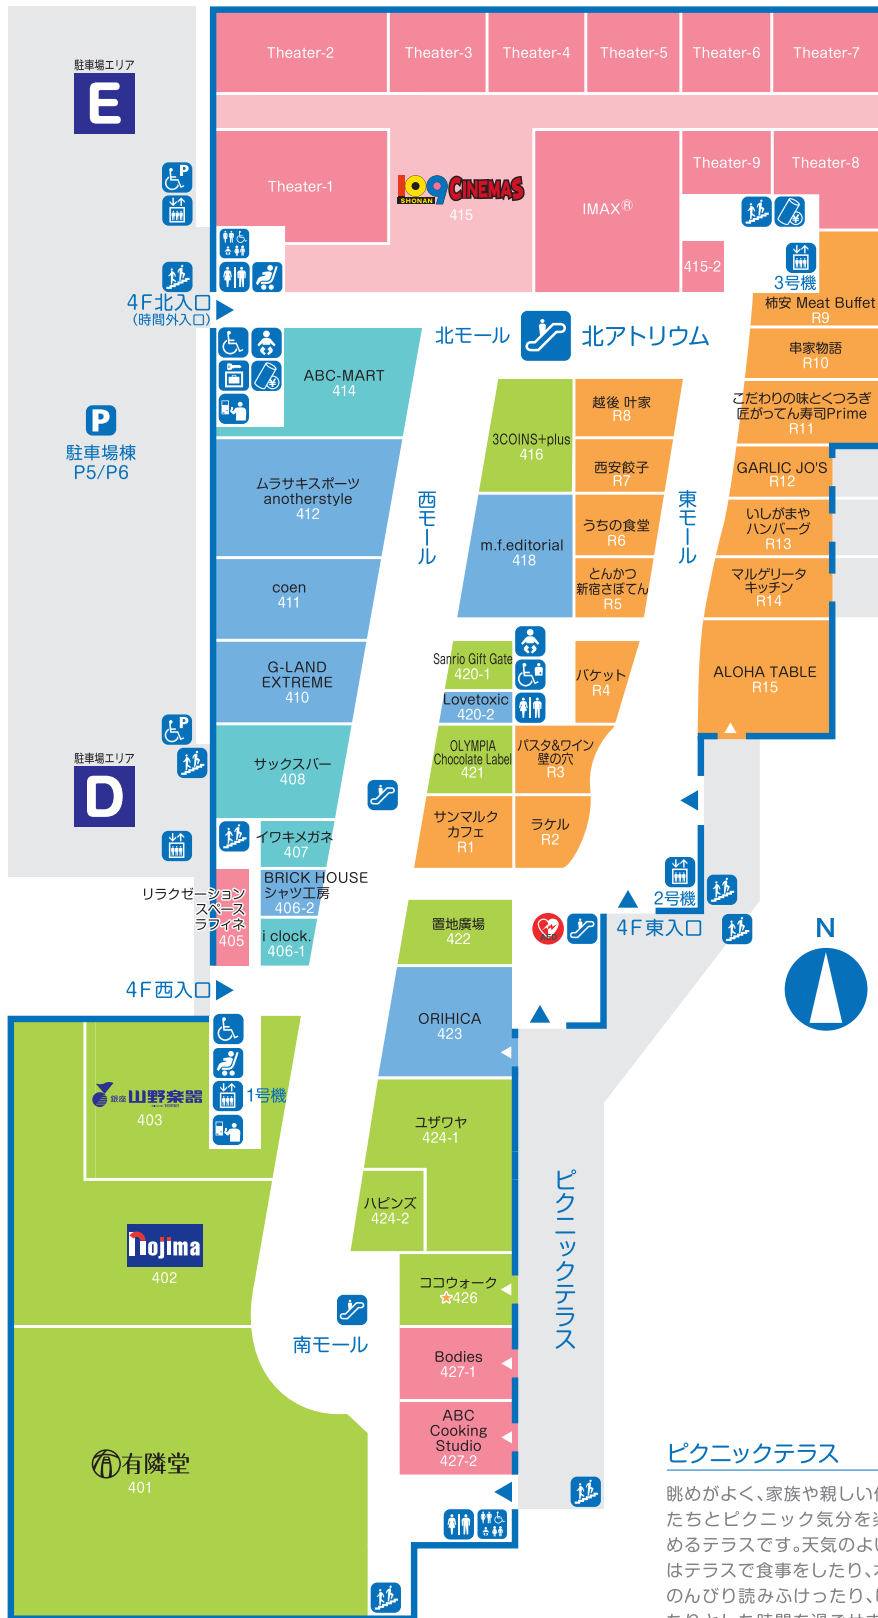 Theater-2
Theater-3
Theater-4
Theater-5
Theater-6
Theater-7
駐車場エリア
E
Theater-1
109 CINEMAS
SHONAN
415
IMAX®
Theater-9
Theater-8
415-2
3号機
4F北入口
(時間外入口)
北モール
北アトリウム
柿安 Meat Buffet
R9
串家物語
R10
こだわりの味とくつろぎ
匠がってん寿司Prime
R11
GARLIC JO'S
R12
いしがまや
ハンバーグ
R13
マルゲリータ
キッチン
R14
ALOHA TABLE
R15
ABC-MART
414
P
駐車場棟
P5/P6
ムラサキスポーツ
anotherstyle
412
coen
411
G-LAND
EXTREME
410
サックスバー
408
西モール
3COINS+plus
416
m.f.editorial
418
越後 叶家
R8
西安餃子
R7
うちの食堂
R6
とんかつ
新宿さぼてん
R5
東モール
Sanrio Gift Gate
420-1
Lovetoxic
420-2
OLYMPIA
Chocolate Label
421
サンマルク
カフェ
R1
バケット
R4
パスタ&ワイン
壁の穴
R3
ラケル
R2
駐車場エリア
D
イワキメガネ
407
BRICK HOUSE
シャツ工房
406-2
i clock.
406-1
リラクゼーション
スペース
ラフィネ
405
2号機
4F東入口
AED
N
置地廣場
422
ORIHICA
423
4F西入口
1号機
銀座 山野楽器
403
ユザワヤ
424-1
ハピンズ
424-2
nojima
402
ココウォーク
☆426
南モール
Bodies
427-1
ABC
Cooking
Studio
427-2
ピクニックテラス
有隣堂
401
ピクニックテラス
眺めがよく、家族や親しい
たちとピクニック気分を
めるテラスです。天気のよい
はテラスで食事をしたり、
のんびり読みふけったり、
たりとした時間を過ごせます